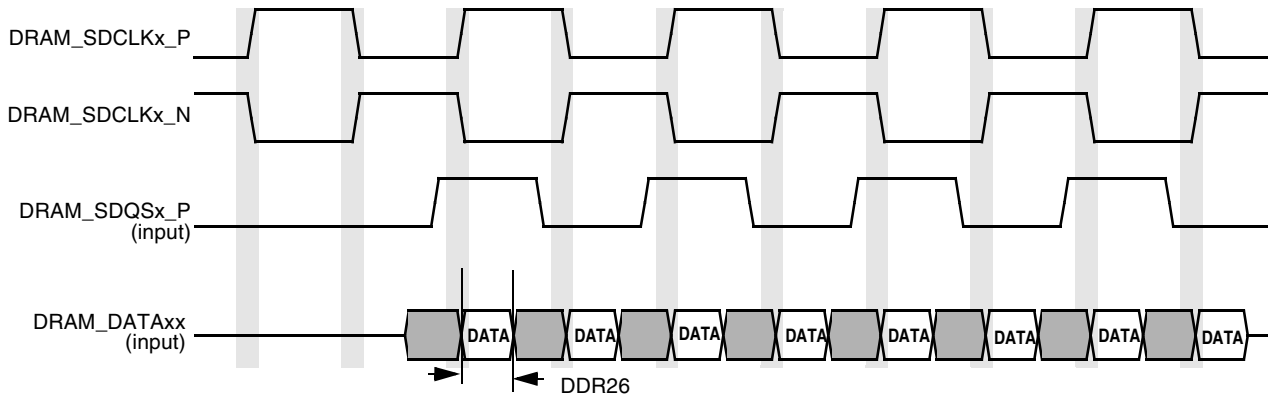 DRAM_SDCLKx_P
DRAM_SDCLKx_N
DRAM_SDQSx_P
(input)
DRAM_DATAxx
(input)
DATA DATA DATA DATA DATA DATA DATA DATA
DDR26